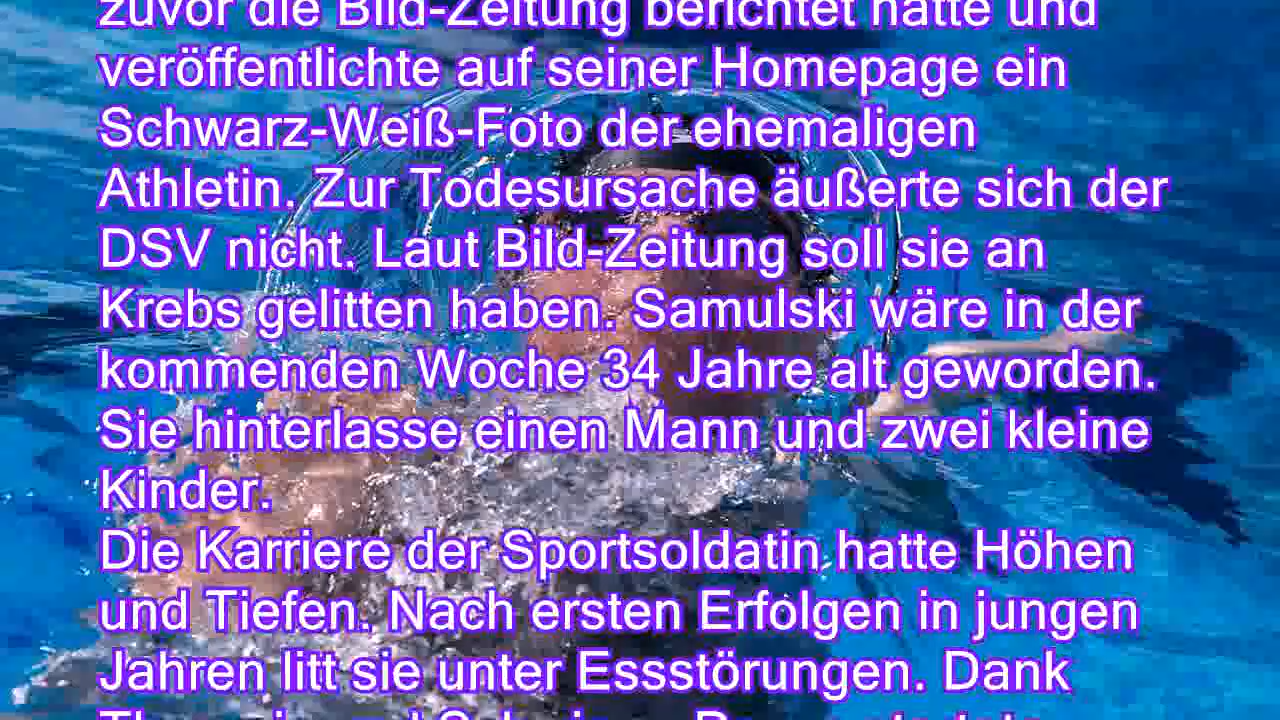 zuvor die Bild-Zeitung berichtet hatte und
veröffentlichte auf seiner Homepage ein
Schwarz-Weiß-Foto der ehemaligen
Athletin. Zur Todesursache äußerte sich der
DSV nicht. Laut Bild-Zeitung soll sie an
Krebs gelitten haben. Samulski wäre in der
kommenden Woche 34 Jahre alt geworden.
Sie hinterlasse einen Mann und zwei kleine
Kinder.
Die Karriere der Sportsoldatin hatte Höhen
und Tiefen. Nach ersten Erfolgen in jungen
Jahren litt sie unter Essstörungen. Dank